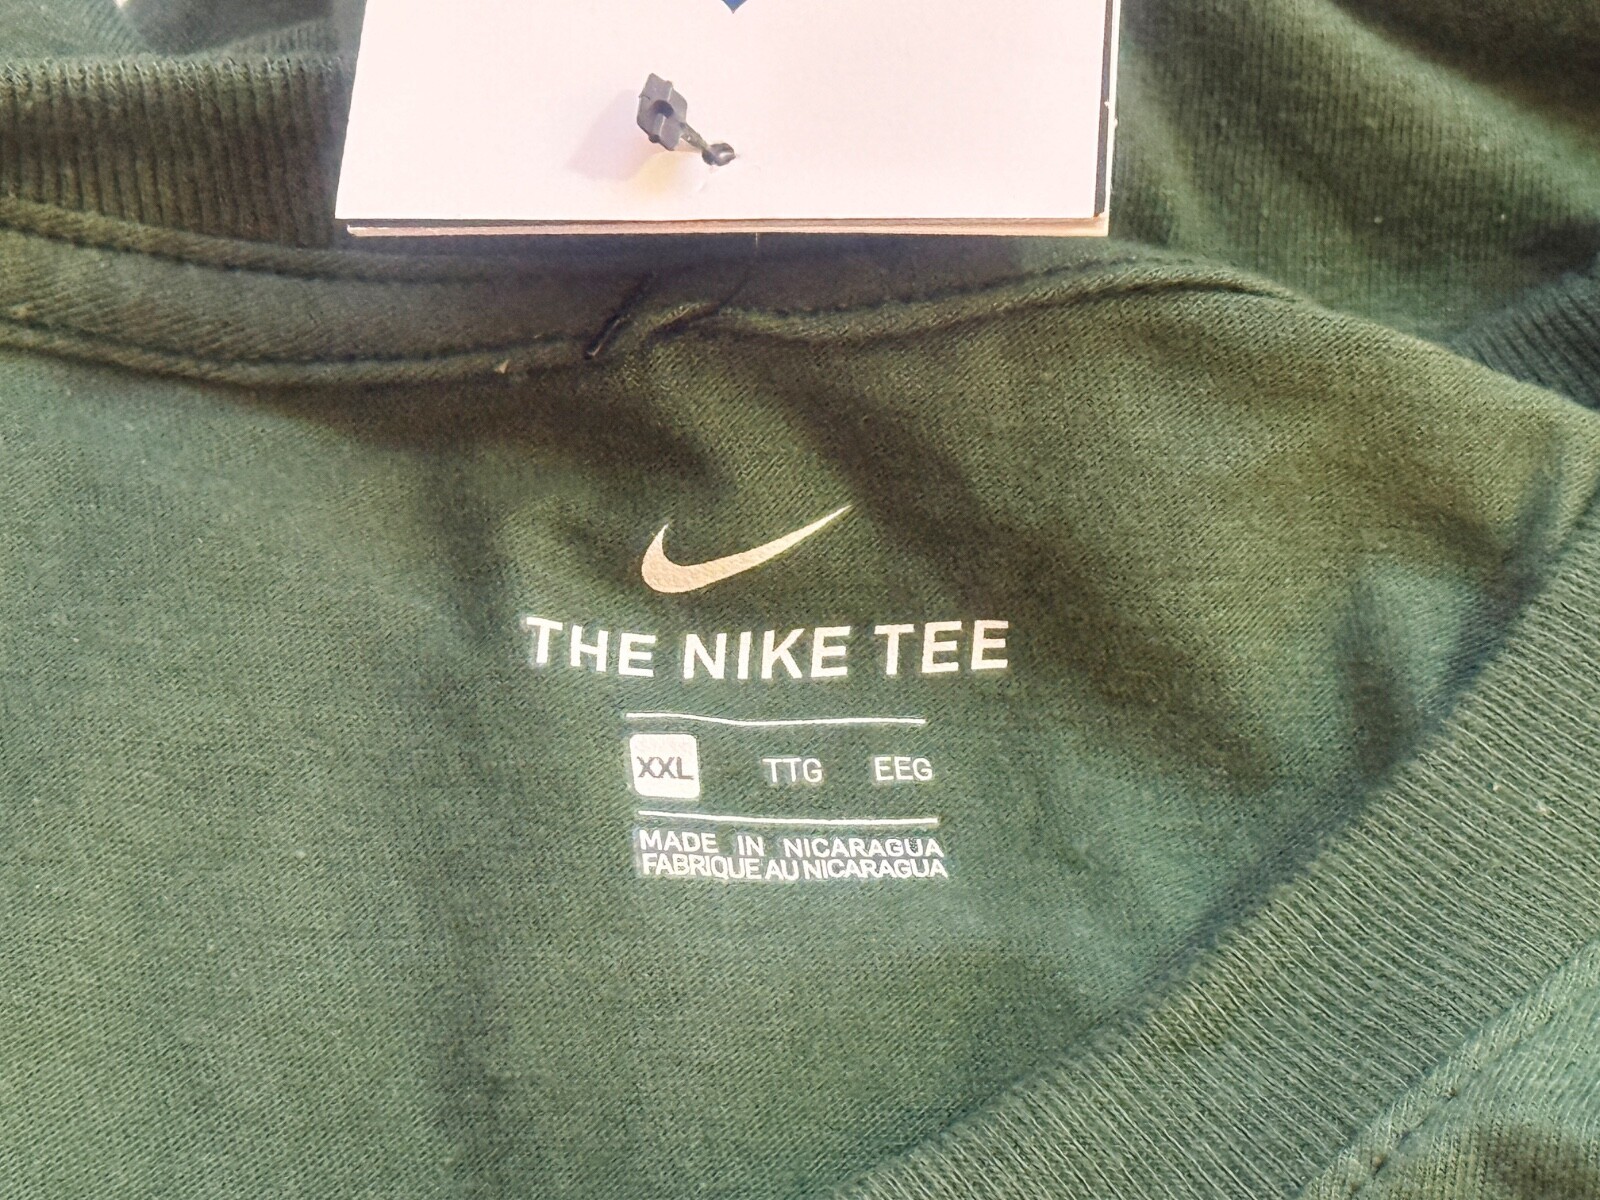 THE NIKE TEE
XXL TTG EEG
MADE IN NICARAGUA
FABRIQUE AU NICARAGUA